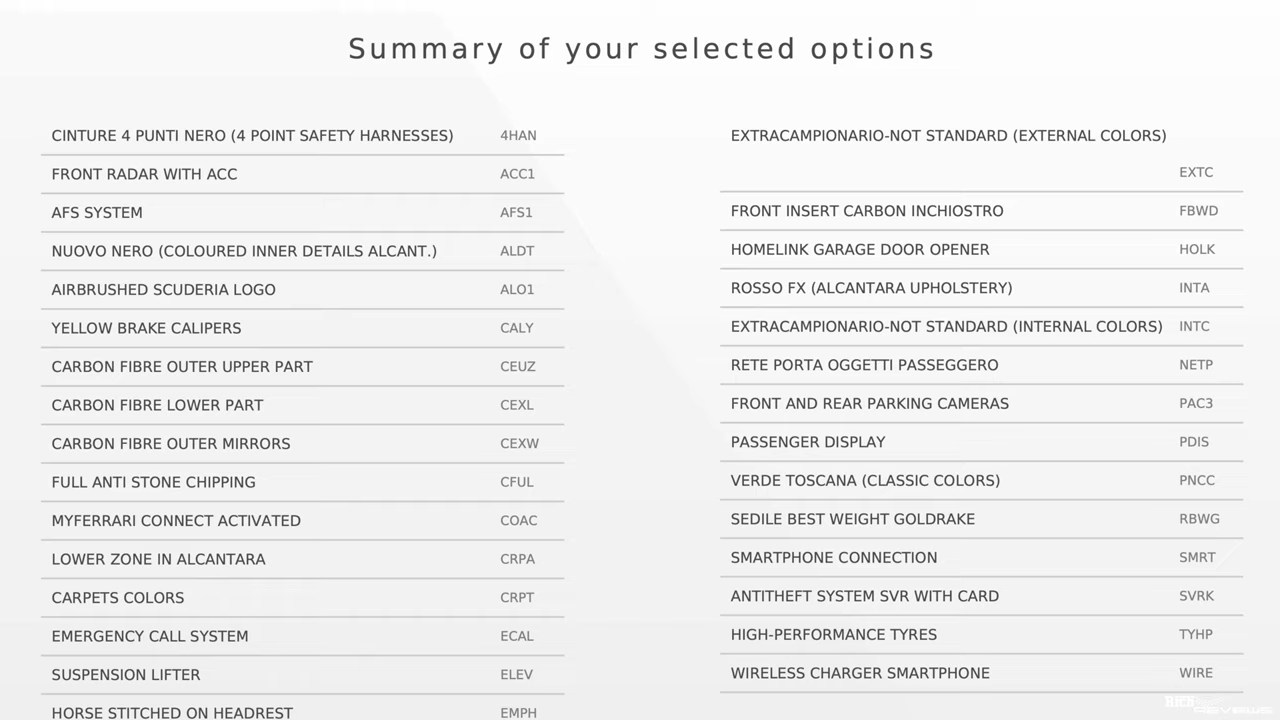 Summary of your selected options
CINTURE 4 PUNTI NERO (4 POINT SAFETY HARNESSES) 4HAN
FRONT RADAR WITH ACC ACC1
AFS SYSTEM AFS1
NUOVO NERO (COLOURED INNER DETAILS ALCANT.) ALDT
AIRBRUSHED SCUDERIA LOGO ALO1
YELLOW BRAKE CALIPERS CALY
CARBON FIBRE OUTER UPPER PART CEUZ
CARBON FIBRE LOWER PART CEXL
CARBON FIBRE OUTER MIRRORS CEXW
FULL ANTI STONE CHIPPING CFUL
MYFERRARI CONNECT ACTIVATED COAC
LOWER ZONE IN ALCANTARA CRPA
CARPETS COLORS CRPT
EMERGENCY CALL SYSTEM ECAL
SUSPENSION LIFTER ELEV
HORSE STITCHED ON HEADREST EMPH
EXTRACAMPIONARIO-NOT STANDARD (EXTERNAL COLORS)
EXTC
FRONT INSERT CARBON INCHIOSTRO FBWD
HOMELINK GARAGE DOOR OPENER HOLK
ROSSO FX (ALCANTARA UPHOLSTERY) INTA
EXTRACAMPIONARIO-NOT STANDARD (INTERNAL COLORS) INTC
RETE PORTA OGGETTI PASSEGGERO NETP
FRONT AND REAR PARKING CAMERAS PAC3
PASSENGER DISPLAY PDIS
VERDE TOSCANA (CLASSIC COLORS) PNCC
SEDILE BEST WEIGHT GOLDRAKE RBWG
SMARTPHONE CONNECTION SMRT
ANTITHEFT SYSTEM SVR WITH CARD SVRK
HIGH-PERFORMANCE TYRES TYHP
WIRELESS CHARGER SMARTPHONE WIRE